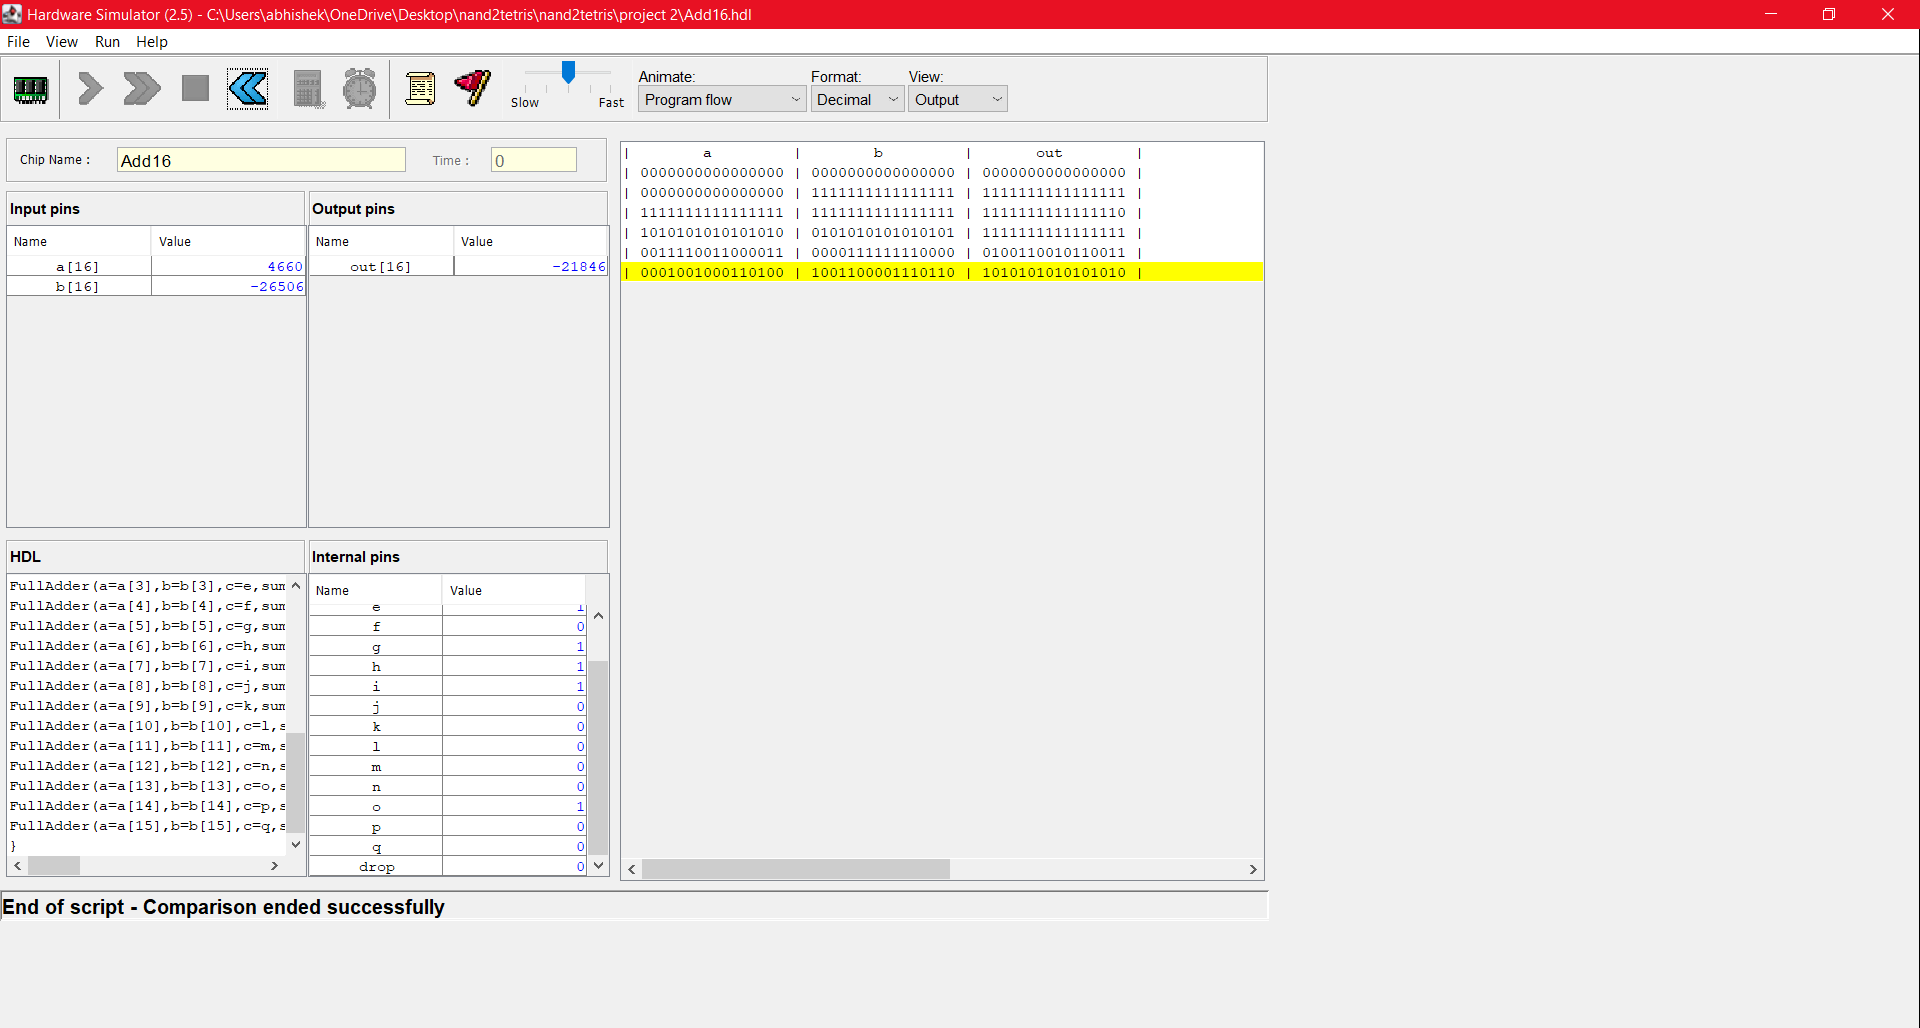 Hardware Simulator (2.5) - C:\Users\abhishek\OneDrive\Desktop\nand2tetris\nand2tetris\project 2\Add16.hdl
File View Run Help
Animate: Format: View:
Slow Fast Program flow Decimal Output
Chip Name : Add16 Time : 0
Input pins
Name Value
a[16] 4660
b[16] -26506
Output pins
Name Value
out[16] -21846
HDL
FullAdder(a=a[3],b=b[3],c=e,sum
FullAdder(a=a[4],b=b[4],c=f,sum
FullAdder(a=a[5],b=b[5],c=g,sum
FullAdder(a=a[6],b=b[6],c=h,sum
FullAdder(a=a[7],b=b[7],c=i,sum
FullAdder(a=a[8],b=b[8],c=j,sum
FullAdder(a=a[9],b=b[9],c=k,sum
FullAdder(a=a[10],b=b[10],c=l,s
FullAdder(a=a[11],b=b[11],c=m,s
FullAdder(a=a[12],b=b[12],c=n,s
FullAdder(a=a[13],b=b[13],c=o,s
FullAdder(a=a[14],b=b[14],c=p,s
FullAdder(a=a[15],b=b[15],c=q,s
}
Internal pins
Name Value
e 1
f 0
g 1
h 1
i 1
j 0
k 0
l 0
m 0
n 0
o 1
p 0
q 0
drop 0
| a | b | out |
| 0000000000000000 | 0000000000000000 | 0000000000000000 |
| 0000000000000000 | 1111111111111111 | 1111111111111111 |
| 1111111111111111 | 1111111111111111 | 1111111111111110 |
| 1010101010101010 | 0101010101010101 | 1111111111111111 |
| 0011110011000011 | 0000111111110000 | 0100110010110011 |
| 0001001000110100 | 1001100001110110 | 1010101010101010 |
End of script - Comparison ended successfully